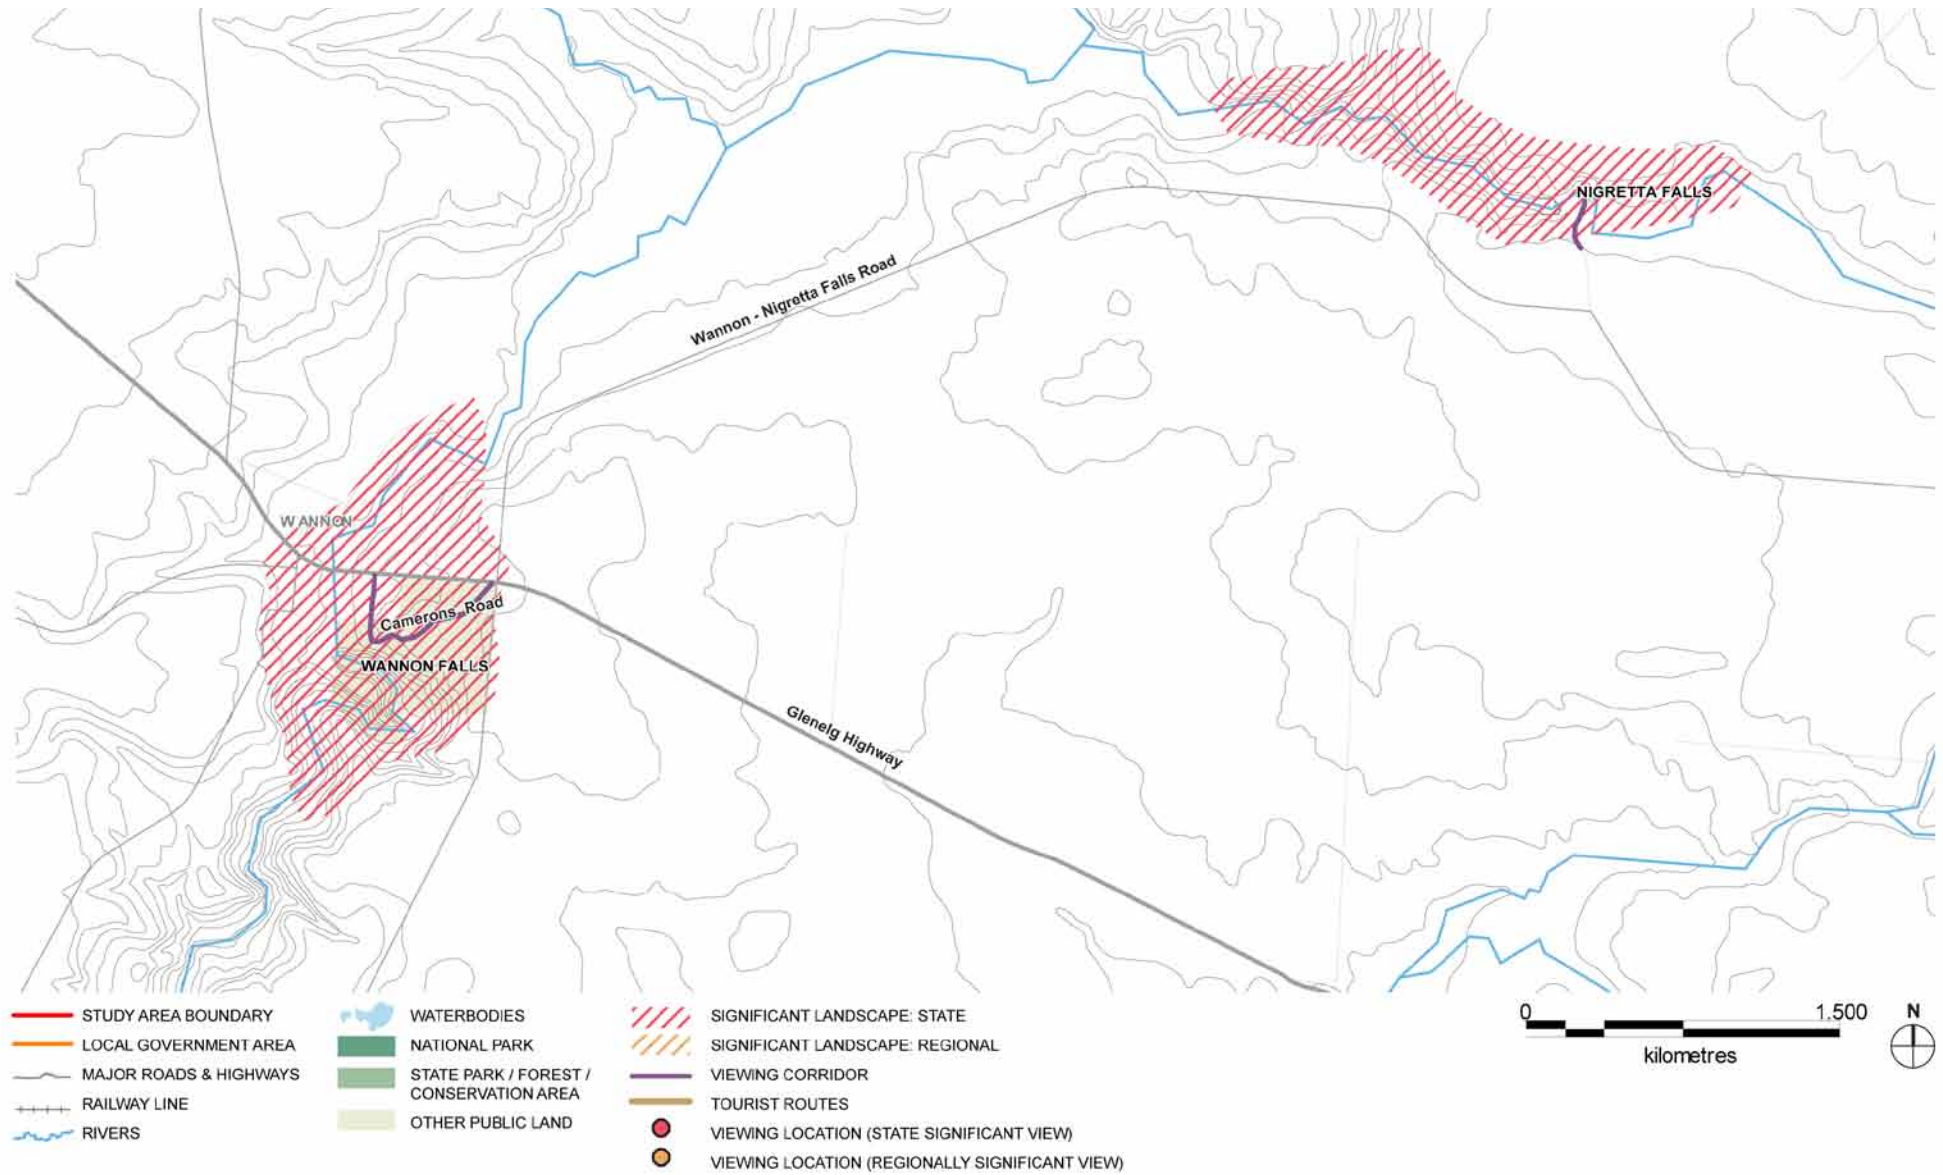 NIGRETTA FALLS
Wannon - Nigretta Falls Road
WANNON
Camerons Road
WANNON FALLS
Glenelg Highway
STUDY AREA BOUNDARY
LOCAL GOVERNMENT AREA
MAJOR ROADS & HIGHWAYS
RAILWAY LINE
RIVERS
WATERBODIES
NATIONAL PARK
STATE PARK / FOREST /
CONSERVATION AREA
OTHER PUBLIC LAND
SIGNIFICANT LANDSCAPE: STATE
SIGNIFICANT LANDSCAPE: REGIONAL
VIEWING CORRIDOR
TOURIST ROUTES
VIEWING LOCATION (STATE SIGNIFICANT VIEW)
VIEWING LOCATION (REGIONALLY SIGNIFICANT VIEW)
0 1.500
kilometres
N